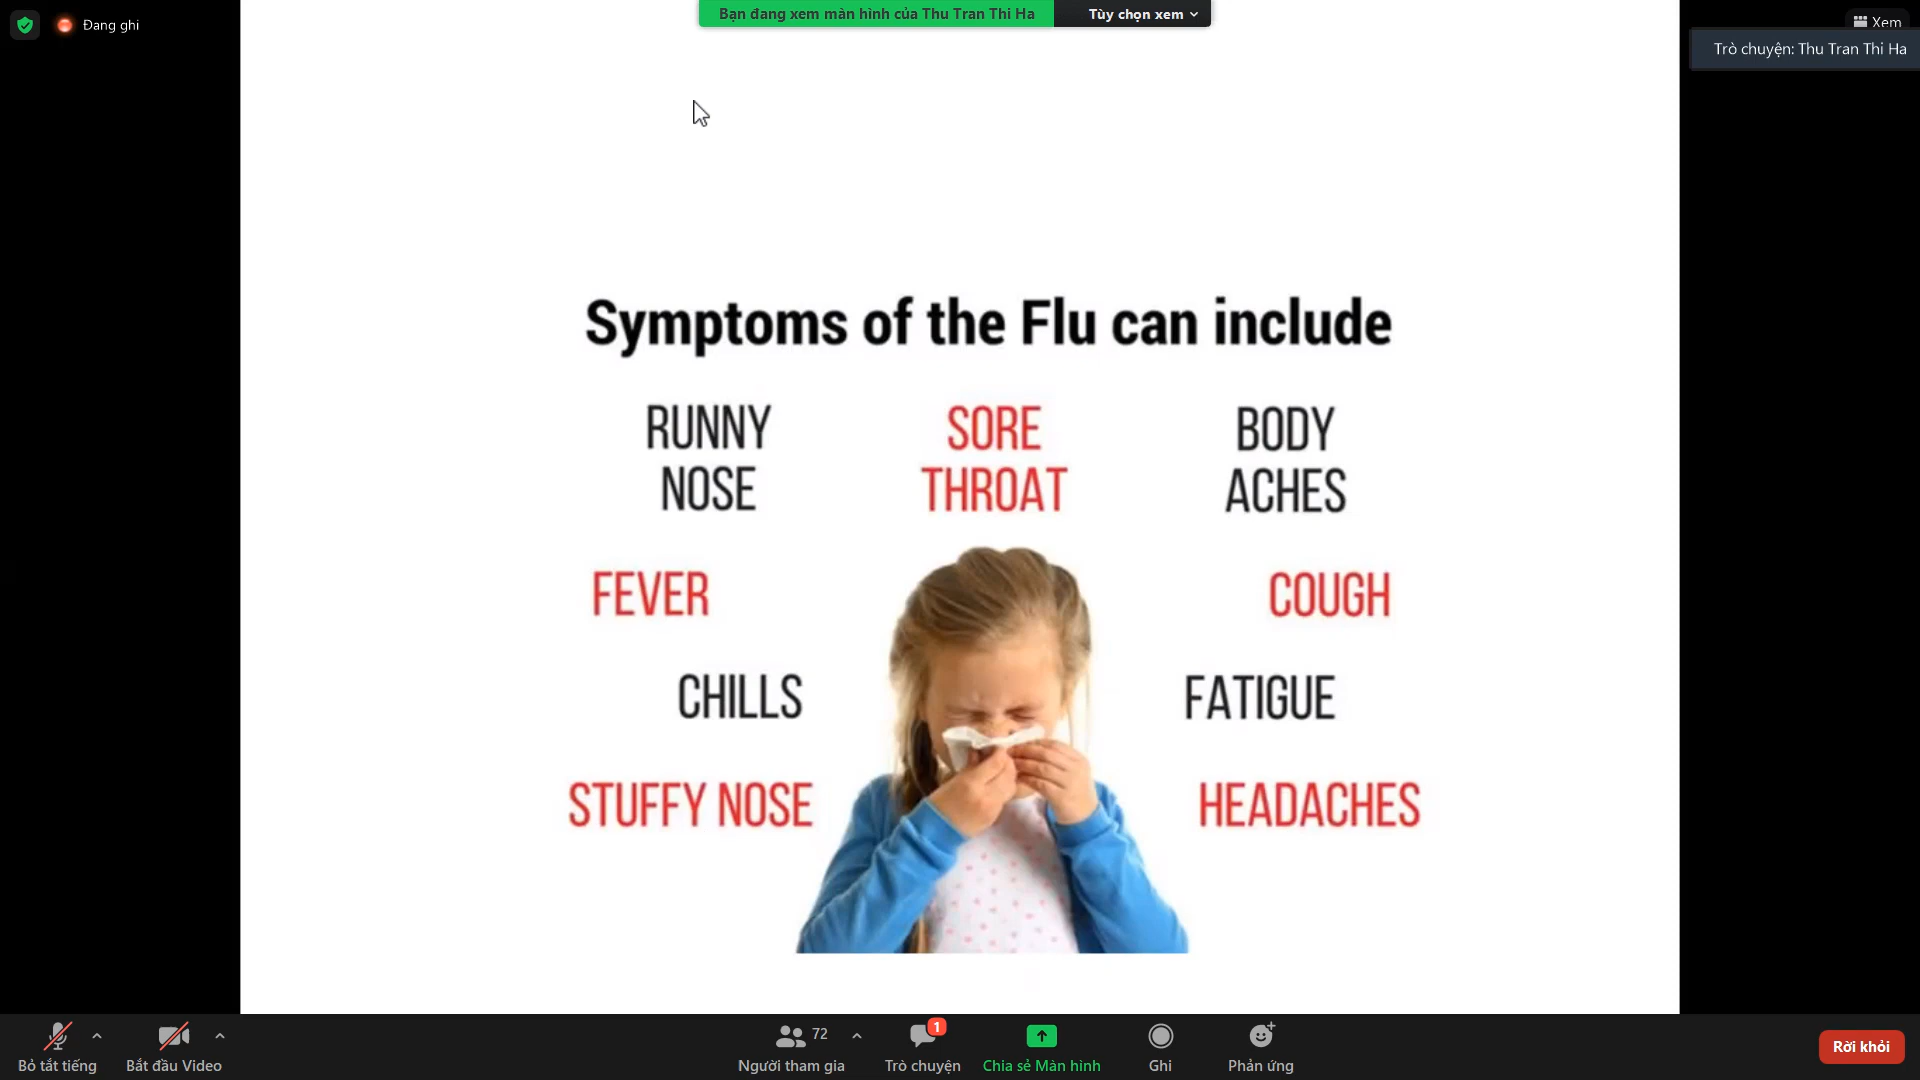 Đang ghi
Bạn đang xem màn hình của Thu Tran Thi Ha
Tùy chọn xem
Xem
Trò chuyện: Thu Tran Thi Ha
Symptoms of the Flu can include
RUNNY
NOSE
SORE
THROAT
BODY
ACHES
FEVER
COUGH
CHILLS
FATIGUE
STUFFY NOSE
HEADACHES
72
1
Bỏ tắt tiếng
Bắt đầu Video
Người tham gia
Trò chuyện
Chia sẻ Màn hình
Ghi
Phản ứng
Rời khỏi